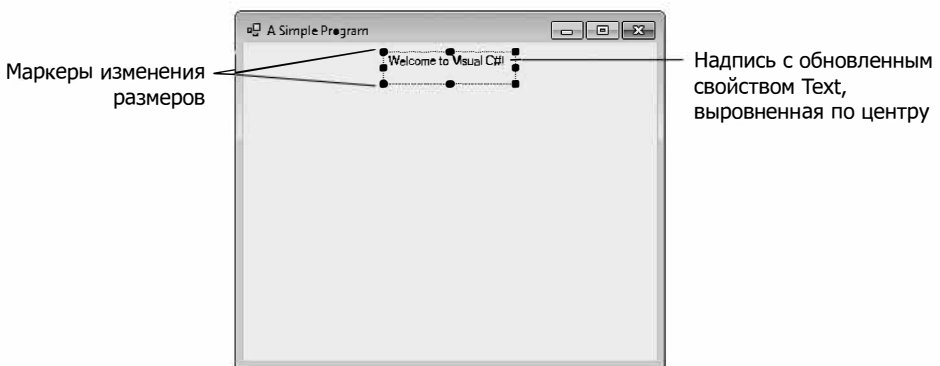 A Simple Program
Welcome to Visual C#!
Маркеры изменения
размеров
Надпись с обновленным
свойством Text,
выровненная по центру